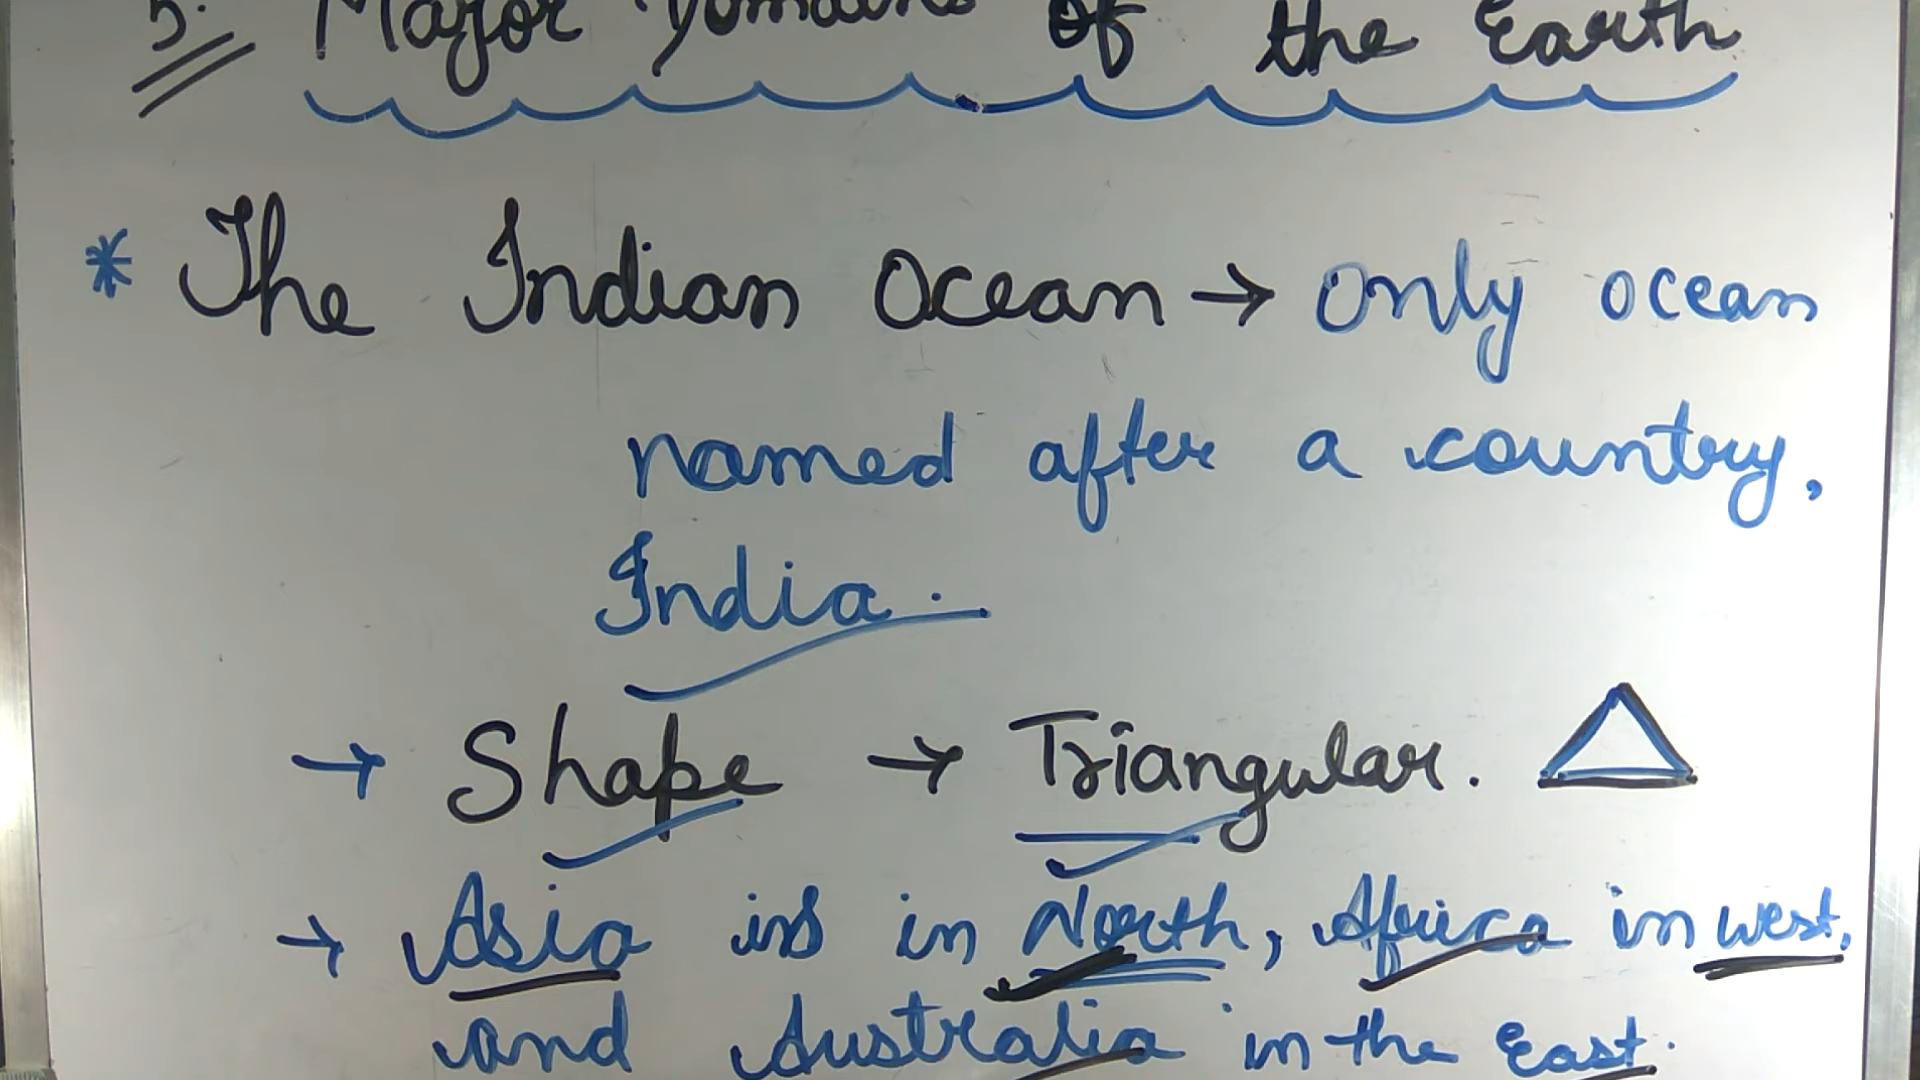 5. Major Domains of the Earth
* The Indian Ocean → only ocean
named after a country,
India.
→ Shape → Triangular.
→ Asia is in North, Africa in west,
and Australia in the East.